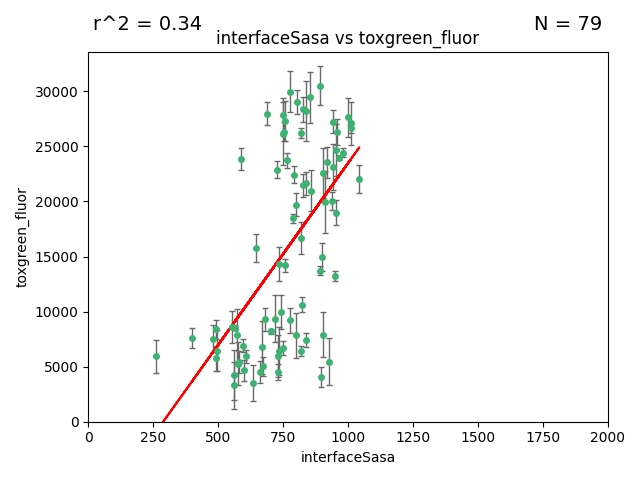 r^2 = 0.34
N = 79
interfaceSasa vs toxgreen_fluor
30000
25000
20000
15000
10000
5000
0
toxgreen_fluor
0 250 500 750 1000 1250 1500 1750 2000
interfaceSasa